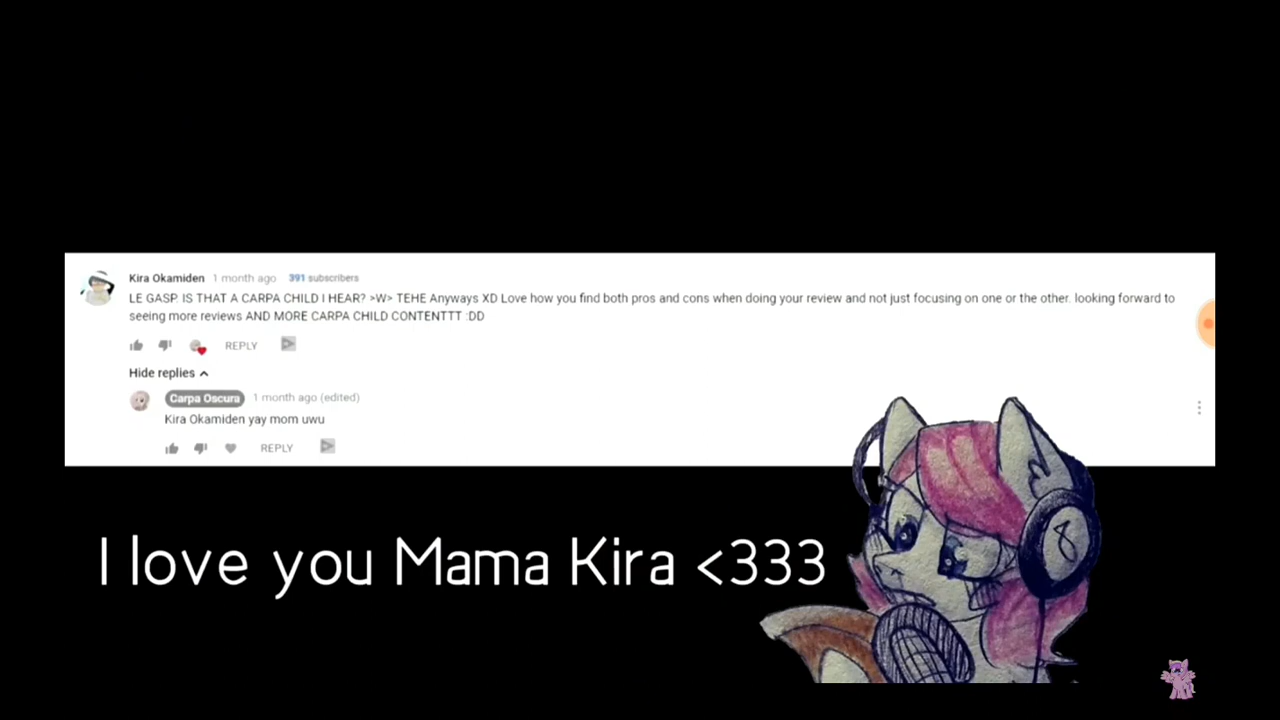 Kira Okamiden 1 month ago 391 subscribers
LE GASP. IS THAT A CARPA CHILD I HEAR? >W> TEHE Anyways XD Love how you find both pros and cons when doing your review and not just focusing on one or the other. looking forward to
seeing more reviews AND MORE CARPA CHILD CONTENTTT :DD
REPLY
Hide replies
Carpa Oscura 1 month ago (edited)
Kira Okamiden yay mom uwu
REPLY
I love you Mama Kira <333
8